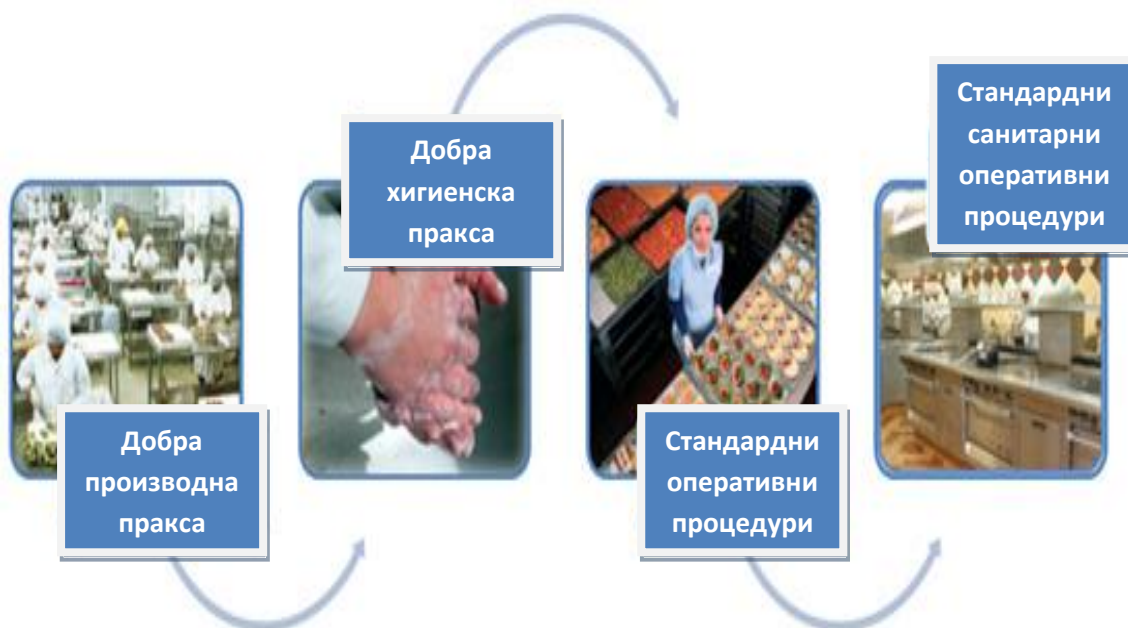 Добра
производна
пракса
Добра
хигиенска
пракса
Стандардни
оперативни
процедури
Стандардни
санитарни
оперативни
процедури